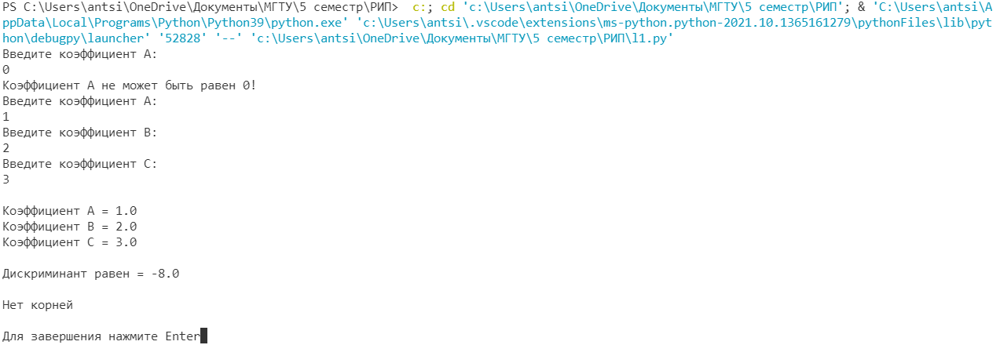 PS C:\Users\antsi\OneDrive\Документы\МГТУ\5 семестр\РИП>  c:; cd 'c:\Users\antsi\OneDrive\Документы\МГТУ\5 семестр\РИП'; & 'C:\Users\antsi\A
ppData\Local\Programs\Python\Python39\python.exe' 'c:\Users\antsi\.vscode\extensions\ms-python.python-2021.10.1365161279\pythonFiles\lib\pyt
hon\debugpy\launcher' '52828' '--' 'c:\Users\antsi\OneDrive\Документы\МГТУ\5 семестр\РИП\l1.py'
Введите коэффициент A:
0
Коэффициент A не может быть равен 0!
Введите коэффициент A:
1
Введите коэффициент B:
2
Введите коэффициент C:
3
Коэффициент A = 1.0
Коэффициент B = 2.0
Коэффициент C = 3.0
Дискриминант равен = -8.0
Нет корней
Для завершения нажмите Enter